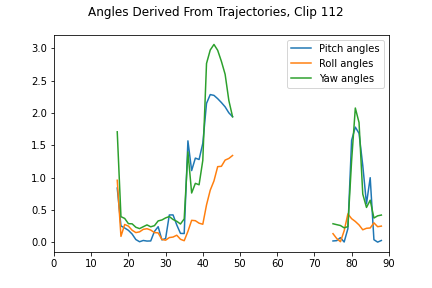 Angles Derived From Trajectories, Clip 112
Pitch angles
Roll angles
Yaw angles
3.0
2.5
2.0
1.5
1.0
0.5
0.0
0 10 20 30 40 50 60 70 80 90